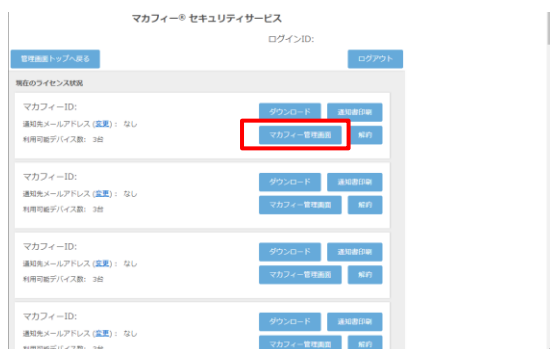 マカフィー® セキュリティサービス
ログインID:
管理画面トップへ戻る ログアウト
現在のライセンス状況
マカフィーID:
ダウンロード 通知書印刷
通知先メールアドレス (変更) : なし
マカフィー管理画面 解約
利用可能デバイス数: 3台
マカフィーID:
ダウンロード 通知書印刷
通知先メールアドレス (変更) : なし
マカフィー管理画面 解約
利用可能デバイス数: 3台
マカフィーID:
ダウンロード 通知書印刷
通知先メールアドレス (変更) : なし
マカフィー管理画面 解約
利用可能デバイス数: 3台
マカフィーID:
ダウンロード 通知書印刷
通知先メールアドレス (変更) : なし
マカフィー管理画面 解約
利用可能デバイス数: 3台